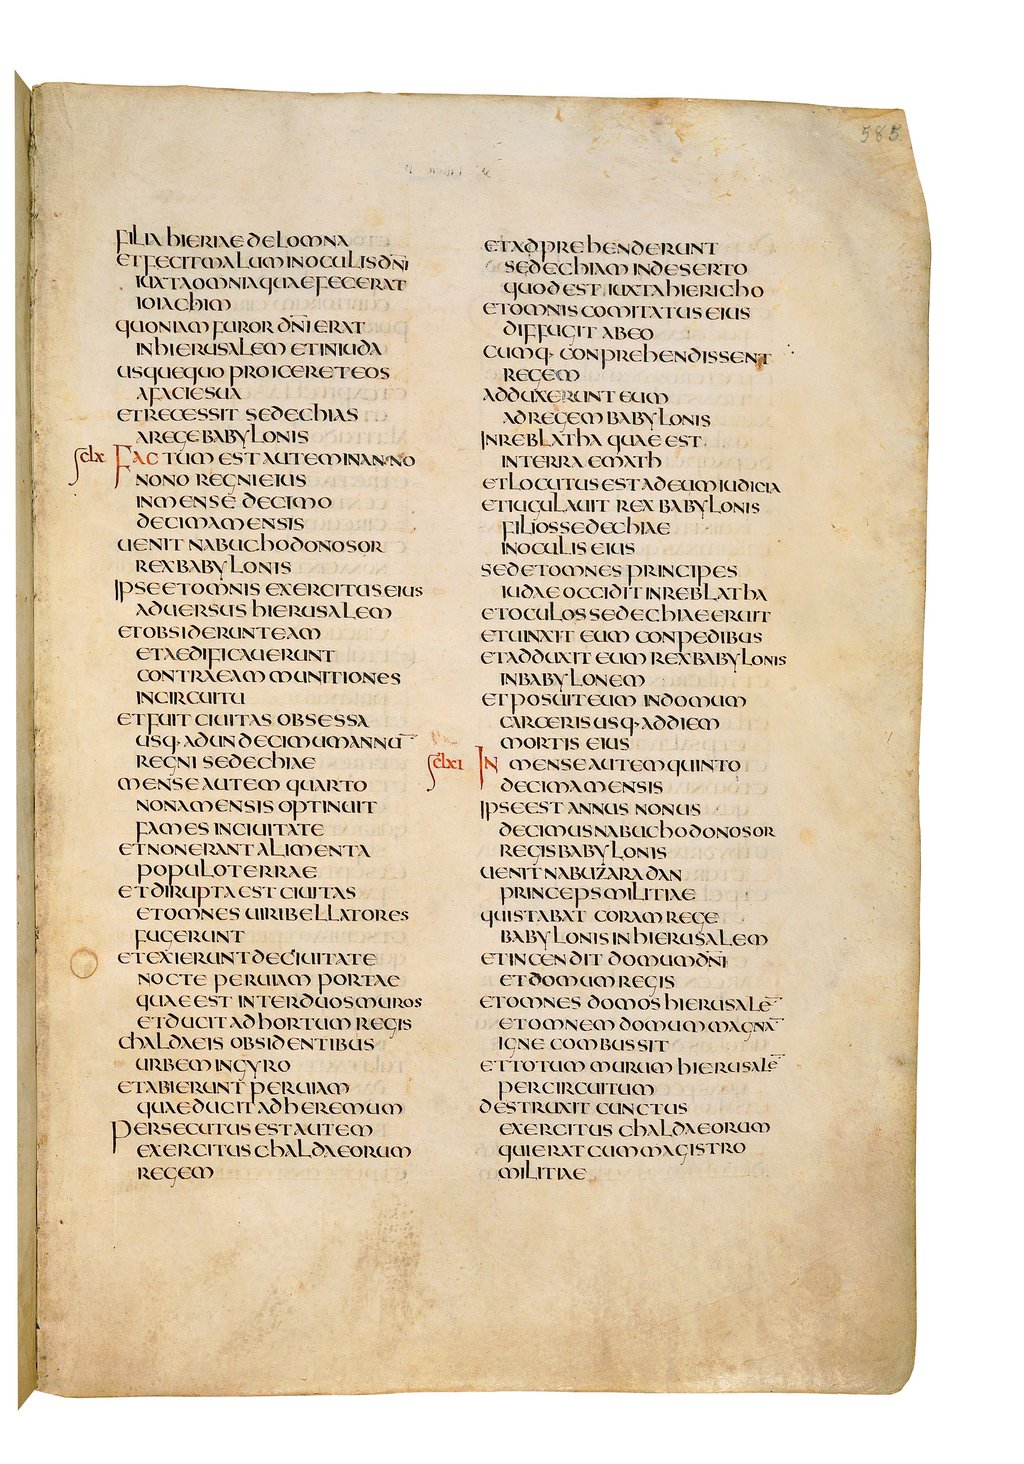 585
FILIA HIERIAE DE LOMNA
ET FECIT MALUM IN OCULIS DN̄I
IUXTA OMNIA QUAE FECERAT
IOIACHIM
QUONIAM FUROR DN̄I ERAT
IN HIERUSALEM ET IN IUDA
USQUEQUO PROICERET EOS
A FACIE SUA
ET RECESSIT SEDECHIAS
A REGE BABYLONIS
clx FACTUM EST AUTEM IN ANNO
NONO REGNI EIUS
IN MENSE DECIMO
DECIMA MENSIS
UENIT NABUCHODONOSOR
REX BABYLONIS
IPSE ET OMNIS EXERCITUS EIUS
ADUERSUS HIERUSALEM
ET OBSIDERUNT EAM
ET AEDIFICAUERUNT
CONTRA EAM MUNITIONES
IN CIRCUITU
ET FUIT CIUITAS OBSESSA
USQ· AD UNDECIMUM ANNŪ
REGNI SEDECHIAE
MENSE AUTEM QUARTO
NONA MENSIS OPTINUIT
FAMES IN CIUITATE
ET NON ERANT ALIMENTA
POPULO TERRAE
ET DIRUPTA EST CIUITAS
ET OMNES UIRI BELLATORES
FUGERUNT
ET EXIERUNT DE CIUITATE
NOCTE PER UIAM PORTAE
QUAE EST INTER DUOS MUROS
ET DUCIT AD HORTUM REGIS
CHALDAEIS OBSIDENTIBUS
URBEM IN GYRO
ET ABIERUNT PER UIAM
QUAE DUCIT AD HEREMUM
PERSECUTUS EST AUTEM
EXERCITUS CHALDAEORUM
REGEM
ET ADPREHENDERUNT
SEDECHIAM IN DESERTO
QUOD EST IUXTA HIERICHO
ET OMNIS COMITATUS EIUS
DIFFUGIT AB EO
CUMQ· CONPREHENDISSENT
REGEM
ADDUXERUNT EUM
AD REGEM BABYLONIS
IN REBLATHA QUAE EST
IN TERRA EMATH
ET LOCUTUS EST AD EUM IUDICIA
ET IUGULAUIT REX BABYLONIS
FILIOS SEDECHIAE
IN OCULIS EIUS
SED ET OMNES PRINCIPES
IUDAE OCCIDIT IN REBLATHA
ET OCULOS SEDECHIAE ERUIT
ET UINXIT EUM CONPEDIBUS
ET ADDUXIT EUM REX BABYLONIS
IN BABYLONEM
ET POSUIT EUM IN DOMUM
CARCERIS USQ· AD DIEM
MORTIS EIUS
clxi IN MENSE AUTEM QUINTO
DECIMA MENSIS
IPSE EST ANNUS NONUS
DECIMUS NABUCHODONOSOR
REGIS BABYLONIS
UENIT NABUZARADAN
PRINCEPS MILITIAE
QUI STABAT CORAM REGE
BABYLONIS IN HIERUSALEM
ET INCENDIT DOMUM DN̄I
ET DOMUM REGIS
ET OMNES DOMOS HIERUSALĒ
ET OMNEM DOMUM MAGNĀ
IGNE COMBUSSIT
ET TOTUM MURUM HIERUSALĒ
PER CIRCUITUM
DESTRUXIT CUNCTUS
EXERCITUS CHALDAEORUM
QUI ERAT CUM MAGISTRO
MILITIAE